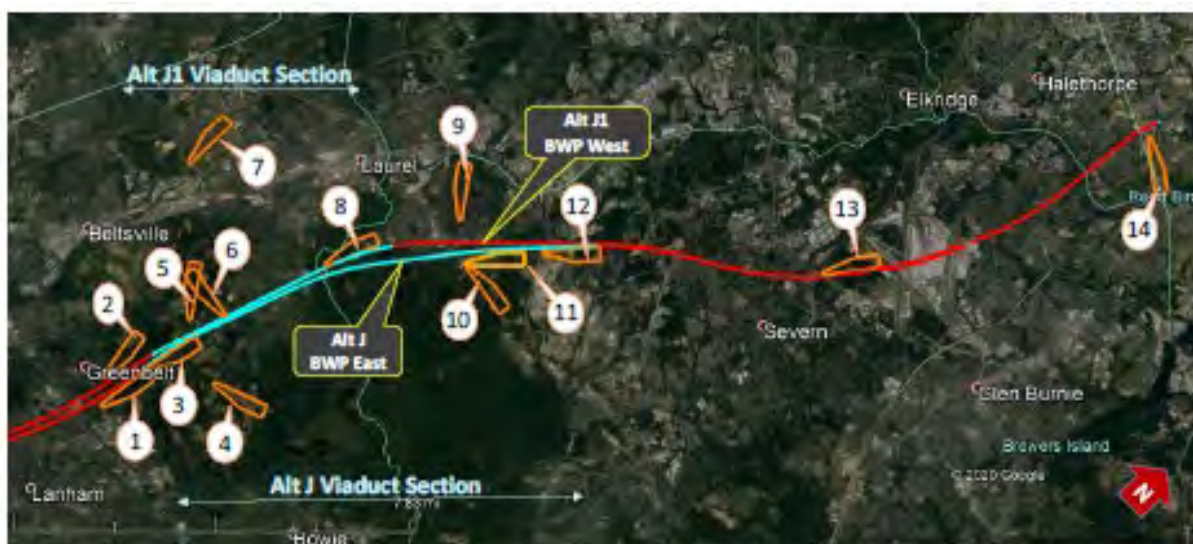 Alt J1 Viaduct Section
Halethorpe
Elkridge
9
Alt J1
BWP West
7
Laurel
8
12
13
14
Beltsville
5
6
2
10
11
Severn
Alt J
BWP East
Greenbelt
3
1
4
Glen Burnie
Brewers Island
Alt J Viaduct Section
© 2020 Google
N
Lanham
Bowie